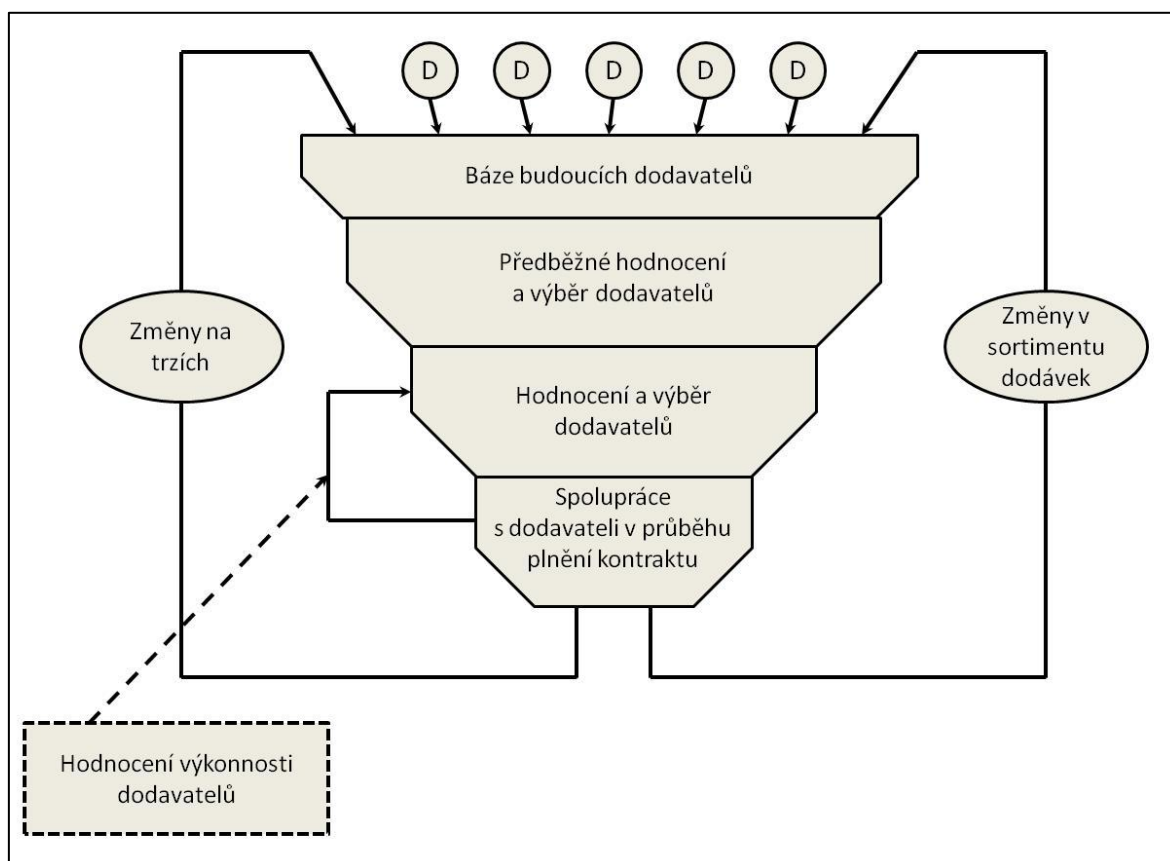 D D D D D
Báze budoucích dodavatelů
Předběžné hodnocení
a výběr dodavatelů
Změny na
trzích
Změny v
sortimentu
dodávek
Hodnocení a výběr
dodavatelů
Spolupráce
s dodavateli v průběhu
plnění kontraktu
Hodnocení výkonnosti
dodavatelů